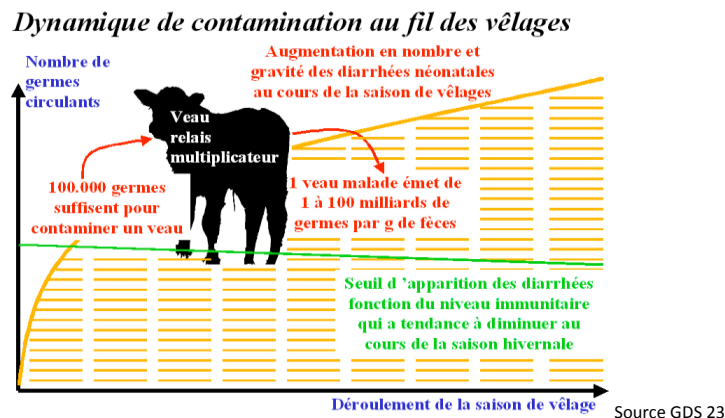 Dynamique de contamination au fil des vêlages
Nombre de
germes
circulants
Augmentation en nombre et
gravité des diarrhées néonatales
au cours de la saison de vêlages
Veau
relais
multiplicateur
100.000 germes
suffisent pour
contaminer un veau
1 veau malade émet de
1 à 100 milliards de
germes par g de fèces
Seuil d 'apparition des diarrhées
fonction du niveau immunitaire
qui a tendance à diminuer au
cours de la saison hivernale
Déroulement de la saison de vêlage
Source GDS 23